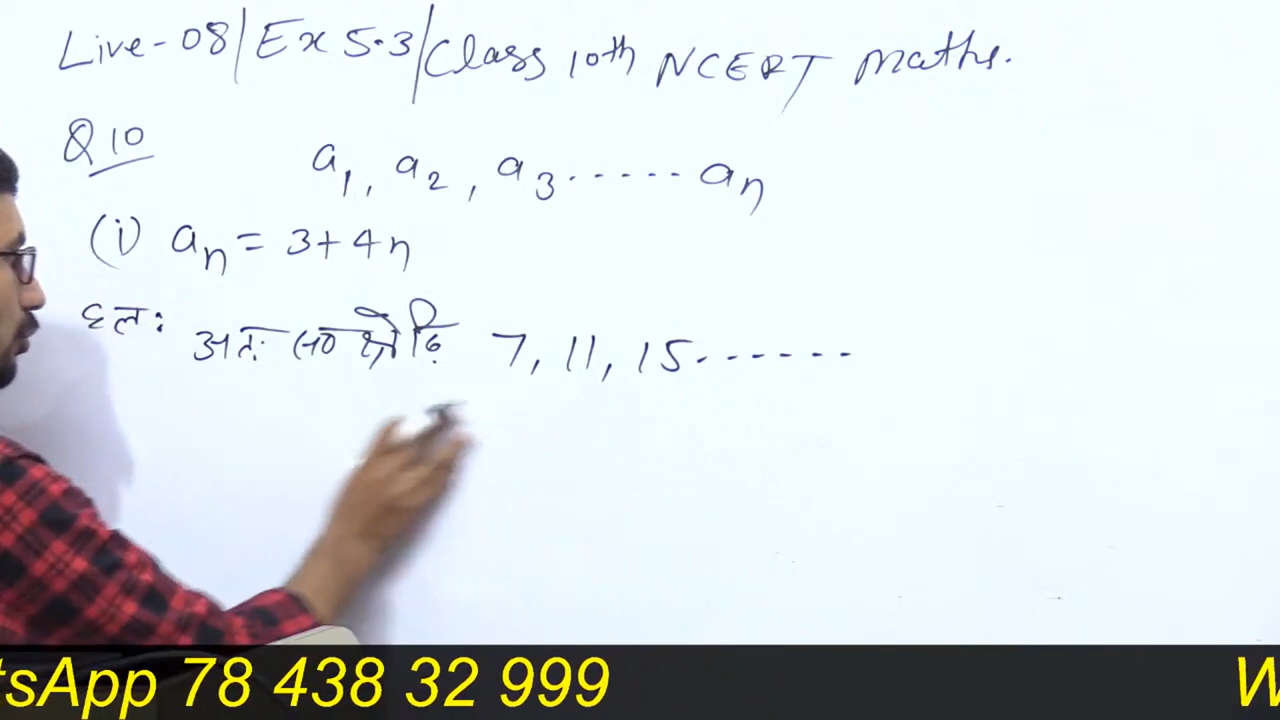 Live-08/Ex 5.3/Class 10th NCERT Maths.
Q10
a1, a2, a3...... an
(i) an = 3+4n
हल:
अतः स० श्रेढि 7, 11, 15.......
tsApp 78 438 32 999
W